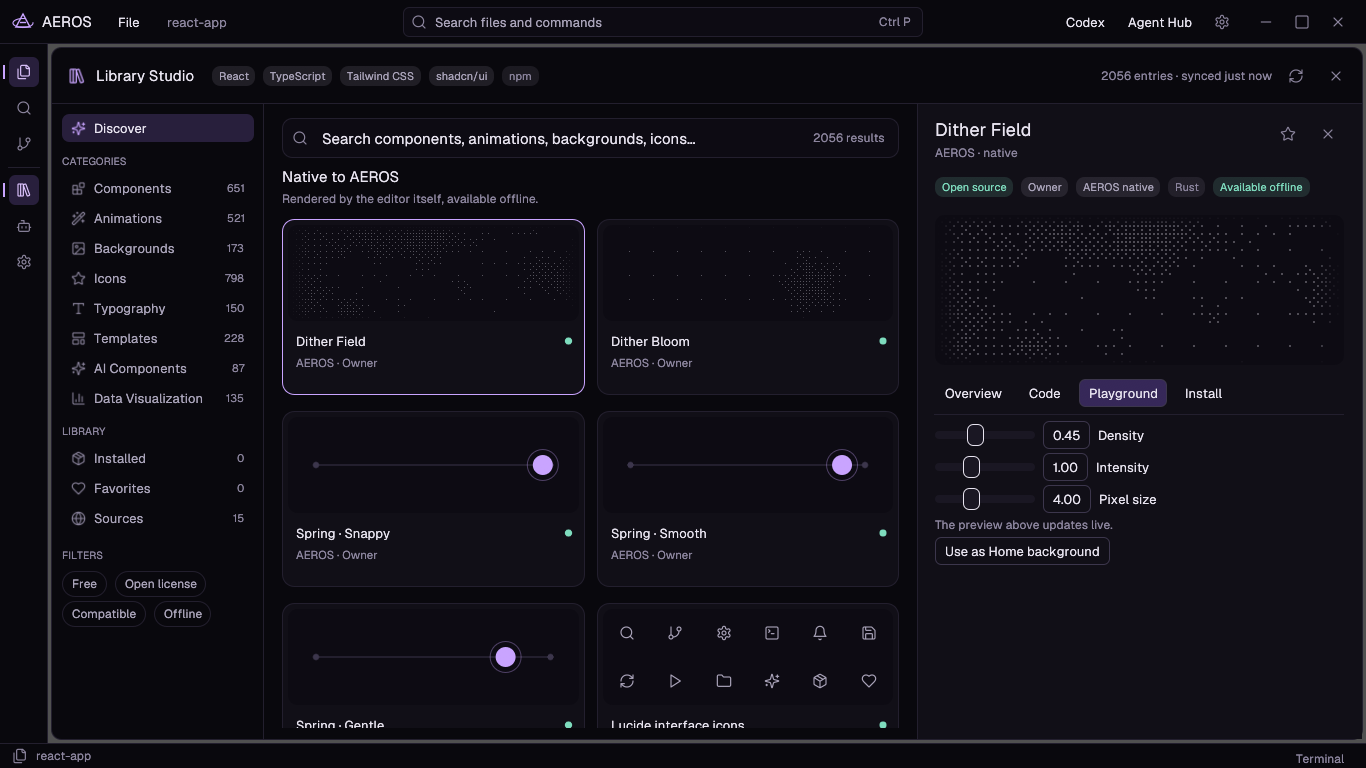 AEROS File react-app Search files and commands Ctrl P Codex Agent Hub
Library Studio React TypeScript Tailwind CSS shadcn/ui npm 2056 entries · synced just now
Discover
CATEGORIES
Components 651
Animations 521
Backgrounds 173
Icons 798
Typography 150
Templates 228
AI Components 87
Data Visualization 135
LIBRARY
Installed 0
Favorites 0
Sources 15
FILTERS
Free Open license
Compatible Offline
Search components, animations, backgrounds, icons... 2056 results
Native to AEROS
Rendered by the editor itself, available offline.
Dither Field
AEROS · Owner
Dither Bloom
AEROS · Owner
Spring · Snappy
AEROS · Owner
Spring · Smooth
AEROS · Owner
Spring · Gentle
Lucide interface icons
Dither Field
AEROS · native
Open source Owner AEROS native Rust Available offline
Overview Code Playground Install
0.45 Density
1.00 Intensity
4.00 Pixel size
The preview above updates live.
Use as Home background
react-app Terminal